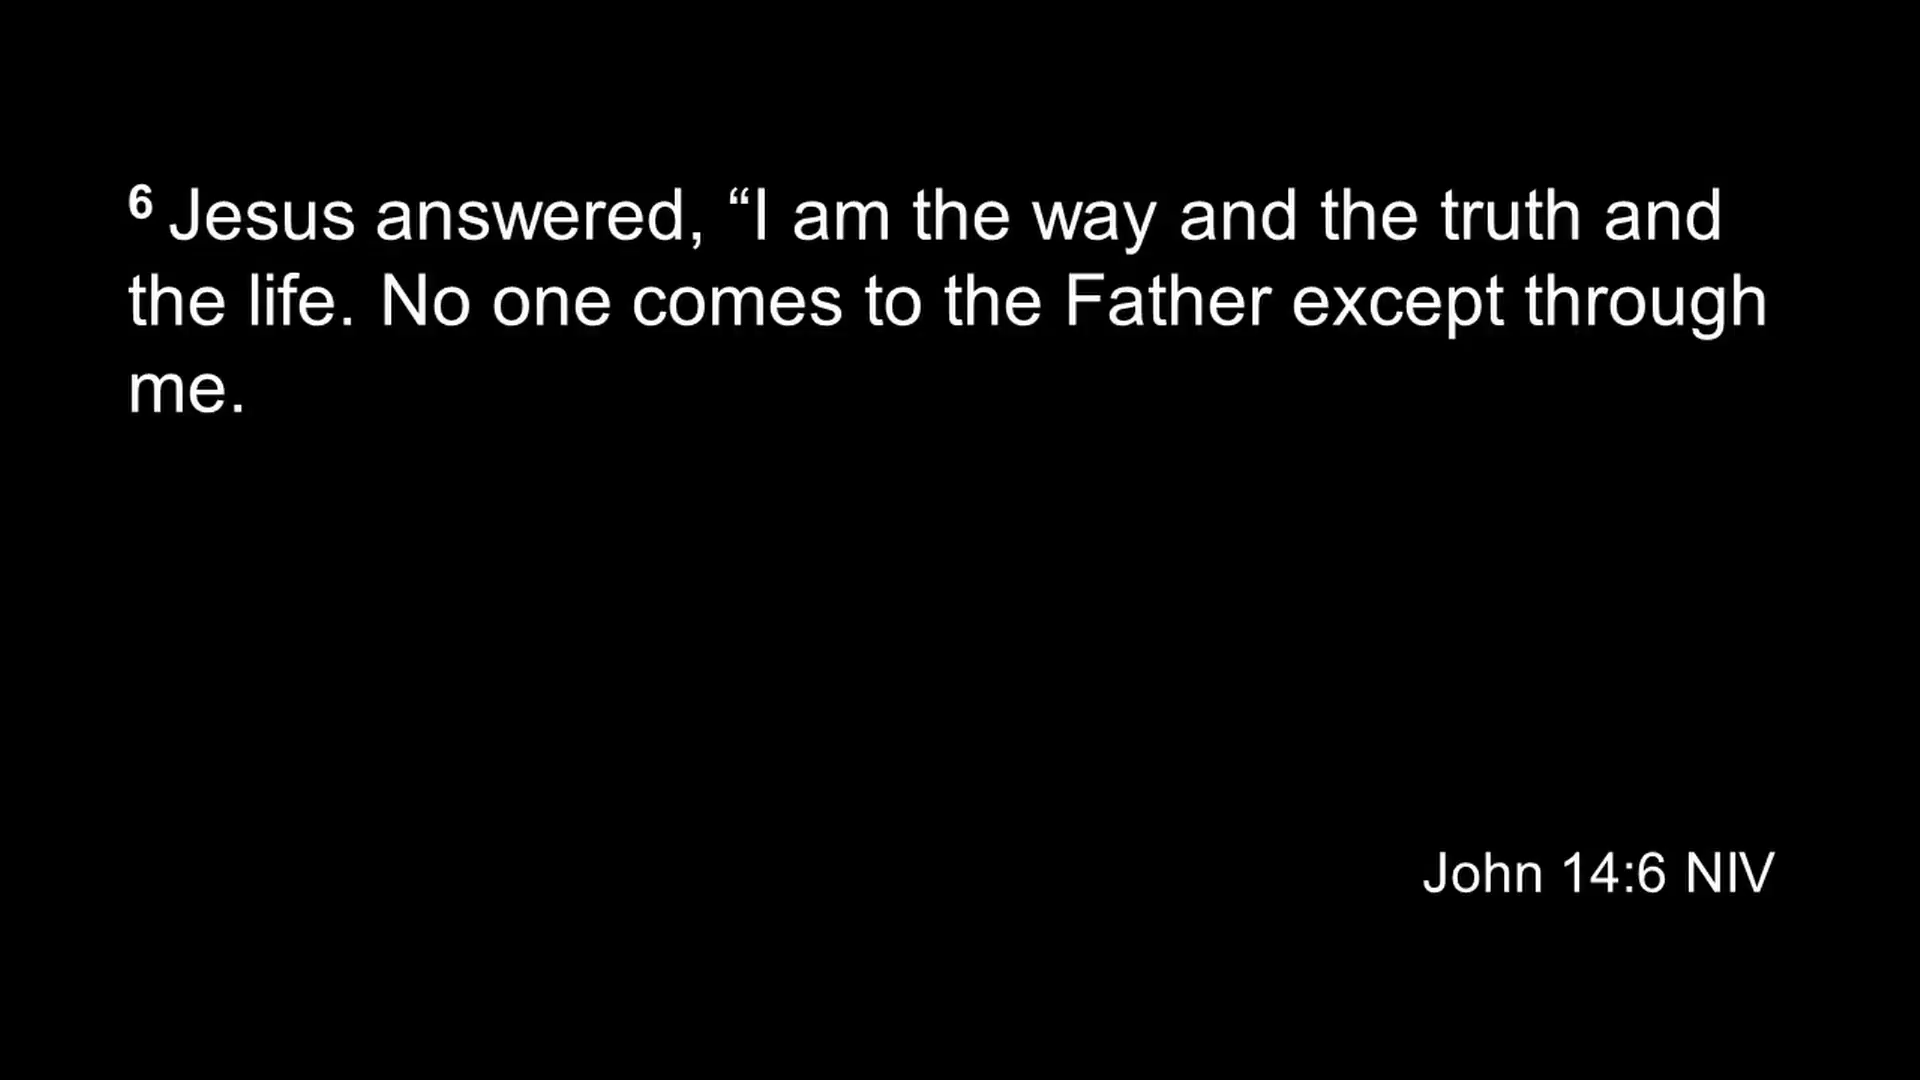 6 Jesus answered, “I am the way and the truth and
the life. No one comes to the Father except through
me.
John 14:6 NIV